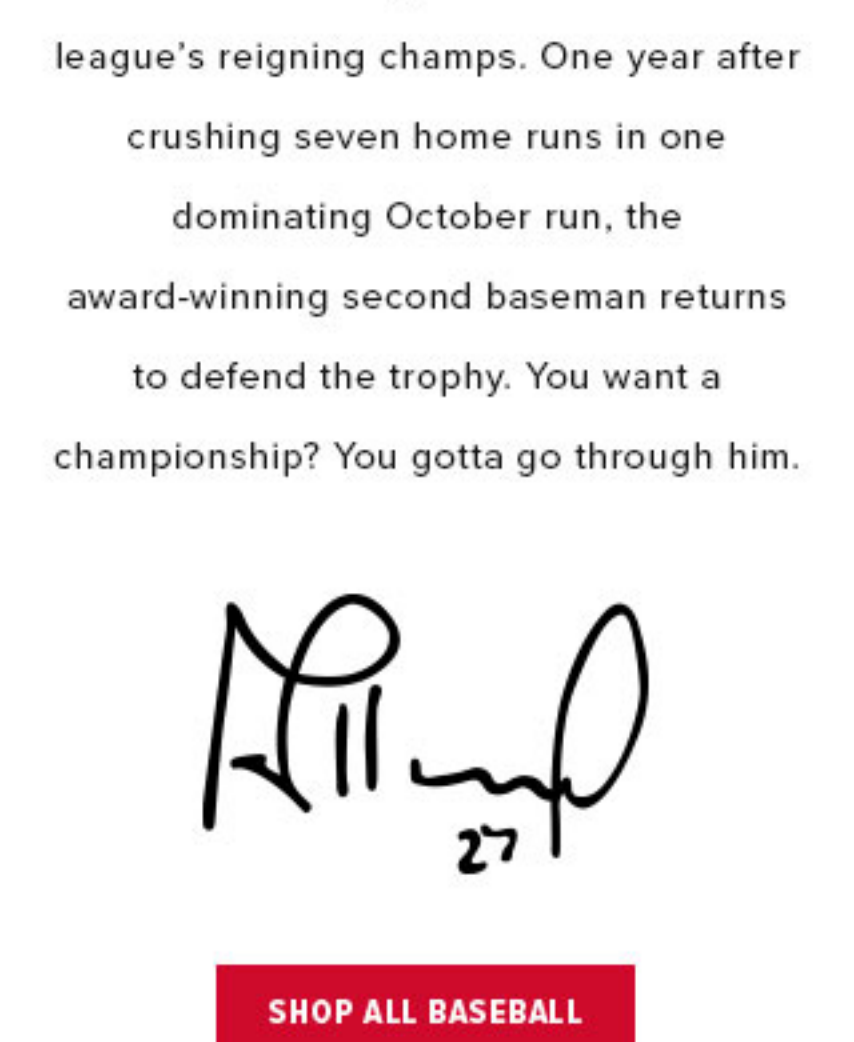 league's reigning champs. One year after
crushing seven home runs in one
dominating October run, the
award-winning second baseman returns
to defend the trophy. You want a
championship? You gotta go through him.
27
SHOP ALL BASEBALL